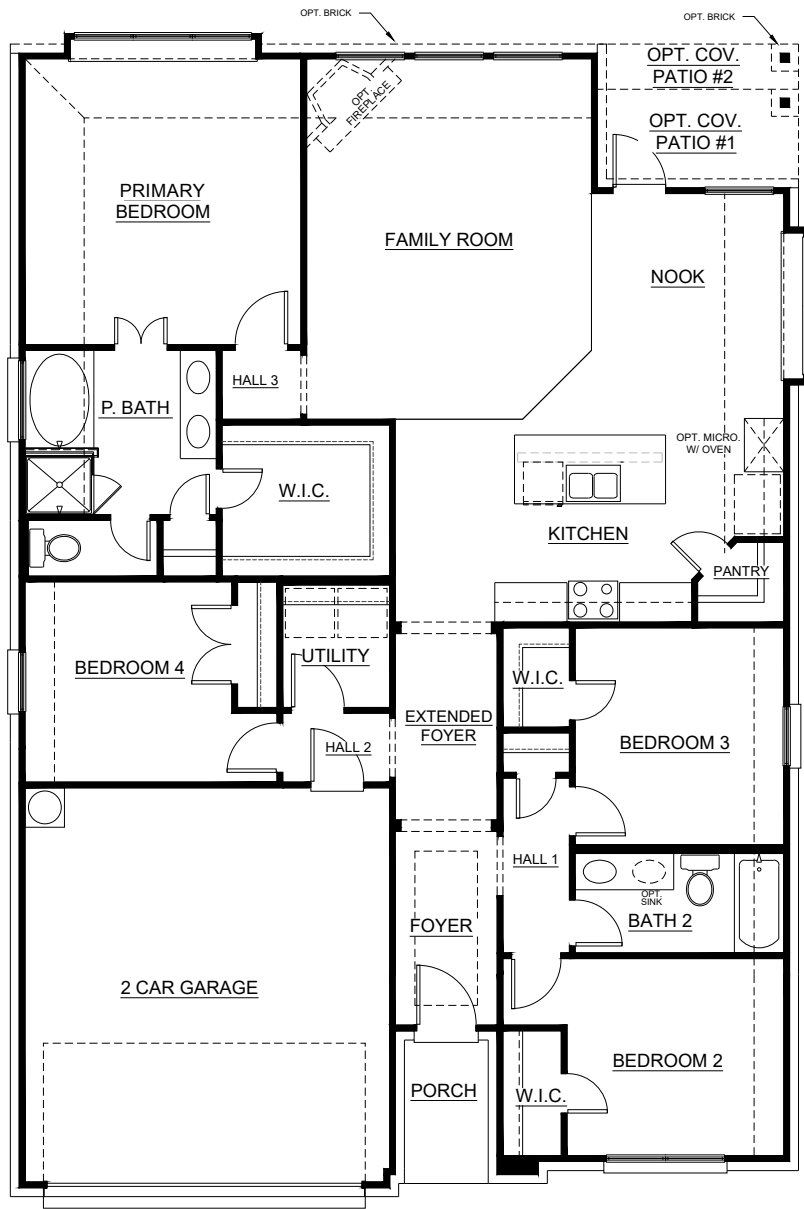 OPT. BRICK
OPT. BRICK
OPT. COV.
PATIO #2
OPT.
FIREPLACE
OPT. COV.
PATIO #1
PRIMARY
BEDROOM
FAMILY ROOM
NOOK
HALL 3
P. BATH
OPT. MICRO.
W/ OVEN
W.I.C.
KITCHEN
PANTRY
BEDROOM 4
UTILITY
W.I.C.
EXTENDED
FOYER
HALL 2
BEDROOM 3
HALL 1
OPT.
SINK
BATH 2
FOYER
2 CAR GARAGE
BEDROOM 2
PORCH
W.I.C.